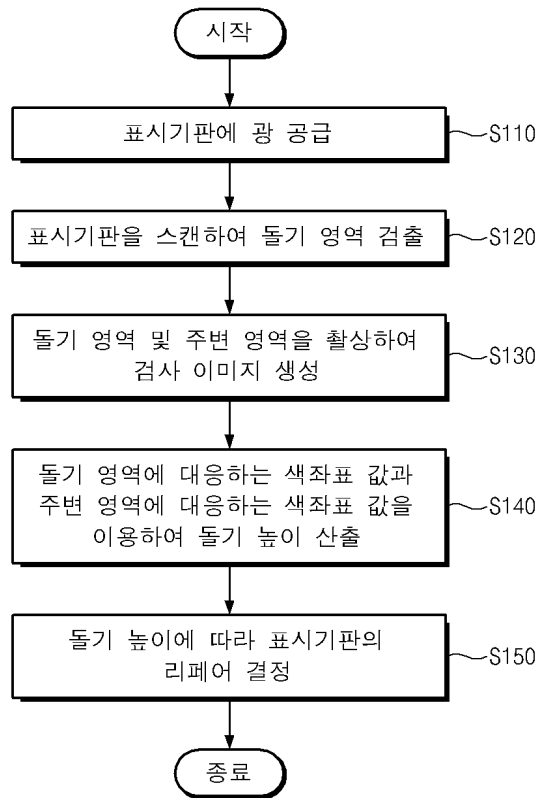 시작
표시기판에 광 공급
S110
표시기판을 스캔하여 돌기 영역 검출
S120
돌기 영역 및 주변 영역을 촬상하여
검사 이미지 생성
S130
돌기 영역에 대응하는 색좌표 값과
주변 영역에 대응하는 색좌표 값을
이용하여 돌기 높이 산출
S140
돌기 높이에 따라 표시기판의
리페어 결정
S150
종료